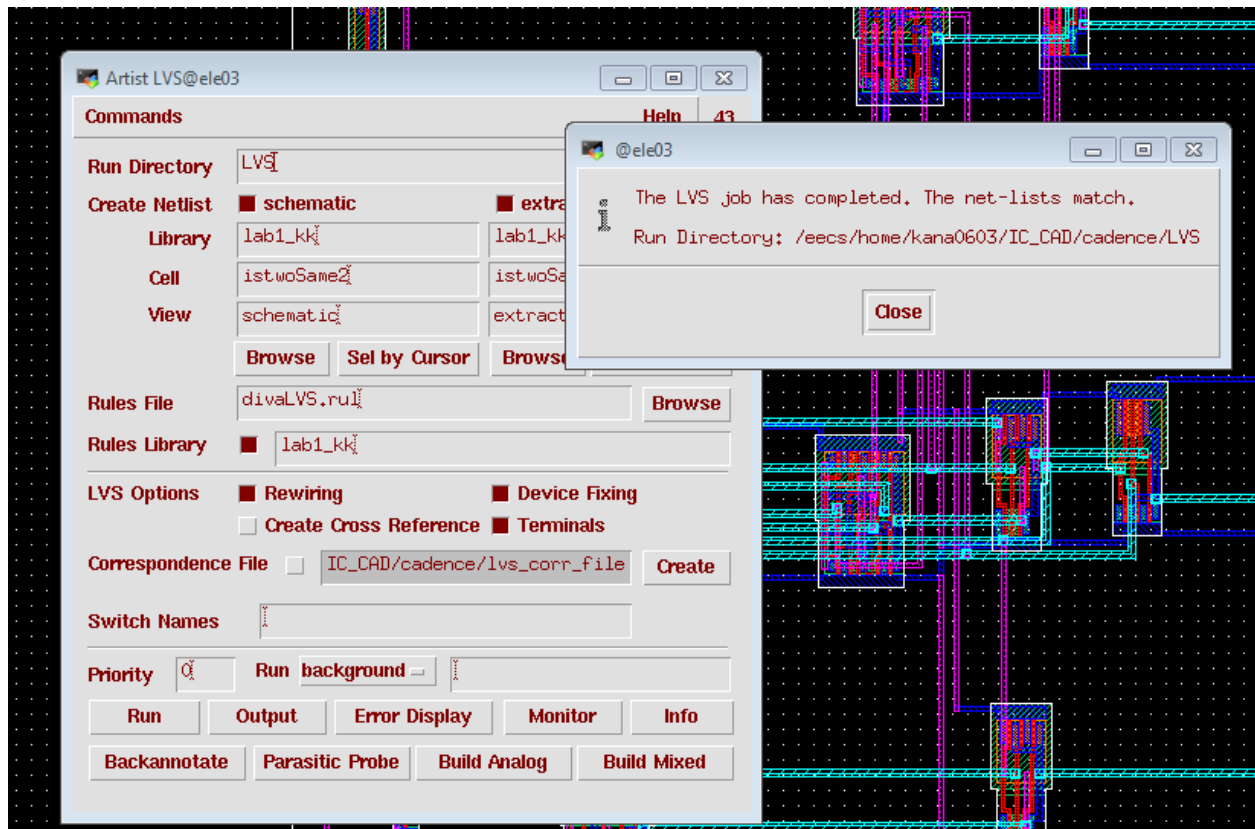 Artist LVS@ele03
Commands Help 43
Run Directory LVS
Create Netlist schematic extra
Library lab1_kk lab1_kk
Cell istwoSame2 istwoSa
View schematic extract
Browse Sel by Cursor Browse
Rules File divaLVS.rul Browse
Rules Library lab1_kk
LVS Options Rewiring Device Fixing
Create Cross Reference Terminals
Correspondence File IC_CAD/cadence/lvs_corr_file Create
Switch Names
Priority 0 Run background
Run Output Error Display Monitor Info
Backannotate Parasitic Probe Build Analog Build Mixed
@ele03
The LVS job has completed. The net-lists match.
Run Directory: /eecs/home/kana0603/IC_CAD/cadence/LVS
Close